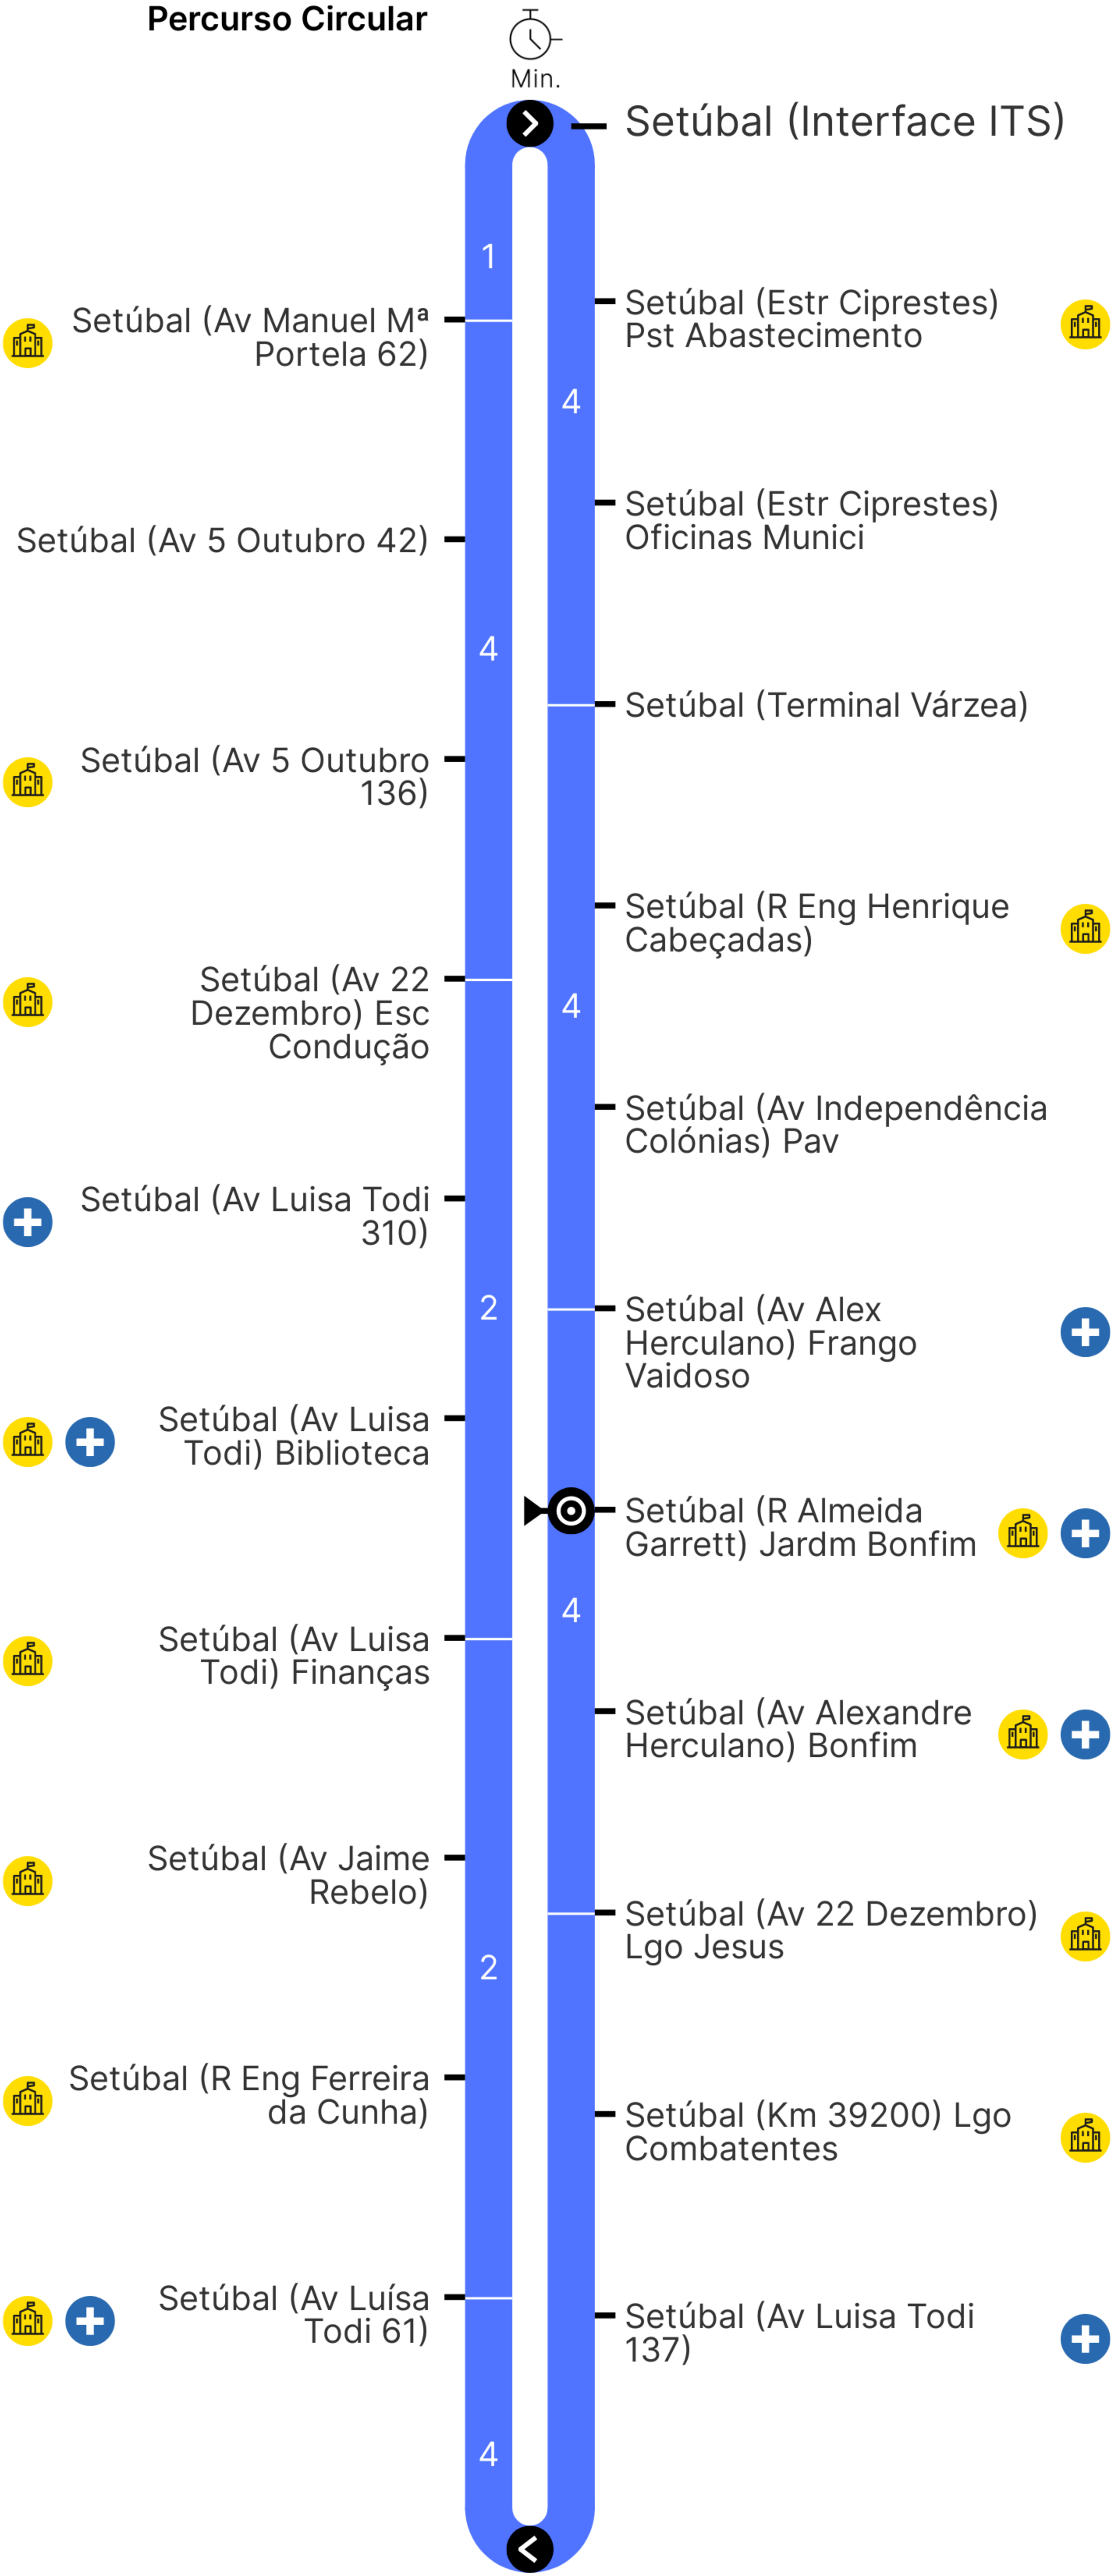 Percurso Circular
Min.
Setúbal (Interface ITS)
1
Setúbal (Estr Ciprestes)
Pst Abastecimento
Setúbal (Av Manuel Mª
Portela 62)
4
Setúbal (Estr Ciprestes)
Oficinas Munici
Setúbal (Av 5 Outubro 42)
4
Setúbal (Terminal Várzea)
Setúbal (Av 5 Outubro
136)
Setúbal (R Eng Henrique
Cabeçadas)
Setúbal (Av 22
Dezembro) Esc
Condução
4
Setúbal (Av Independência
Colónias) Pav
Setúbal (Av Luisa Todi
310)
2
Setúbal (Av Alex
Herculano) Frango
Vaidoso
Setúbal (Av Luisa
Todi) Biblioteca
Setúbal (R Almeida
Garrett) Jardm Bonfim
4
Setúbal (Av Luisa
Todi) Finanças
Setúbal (Av Alexandre
Herculano) Bonfim
Setúbal (Av Jaime
Rebelo)
Setúbal (Av 22 Dezembro)
Lgo Jesus
2
Setúbal (R Eng Ferreira
da Cunha)
Setúbal (Km 39200) Lgo
Combatentes
Setúbal (Av Luísa
Todi 61)
Setúbal (Av Luisa Todi
137)
4